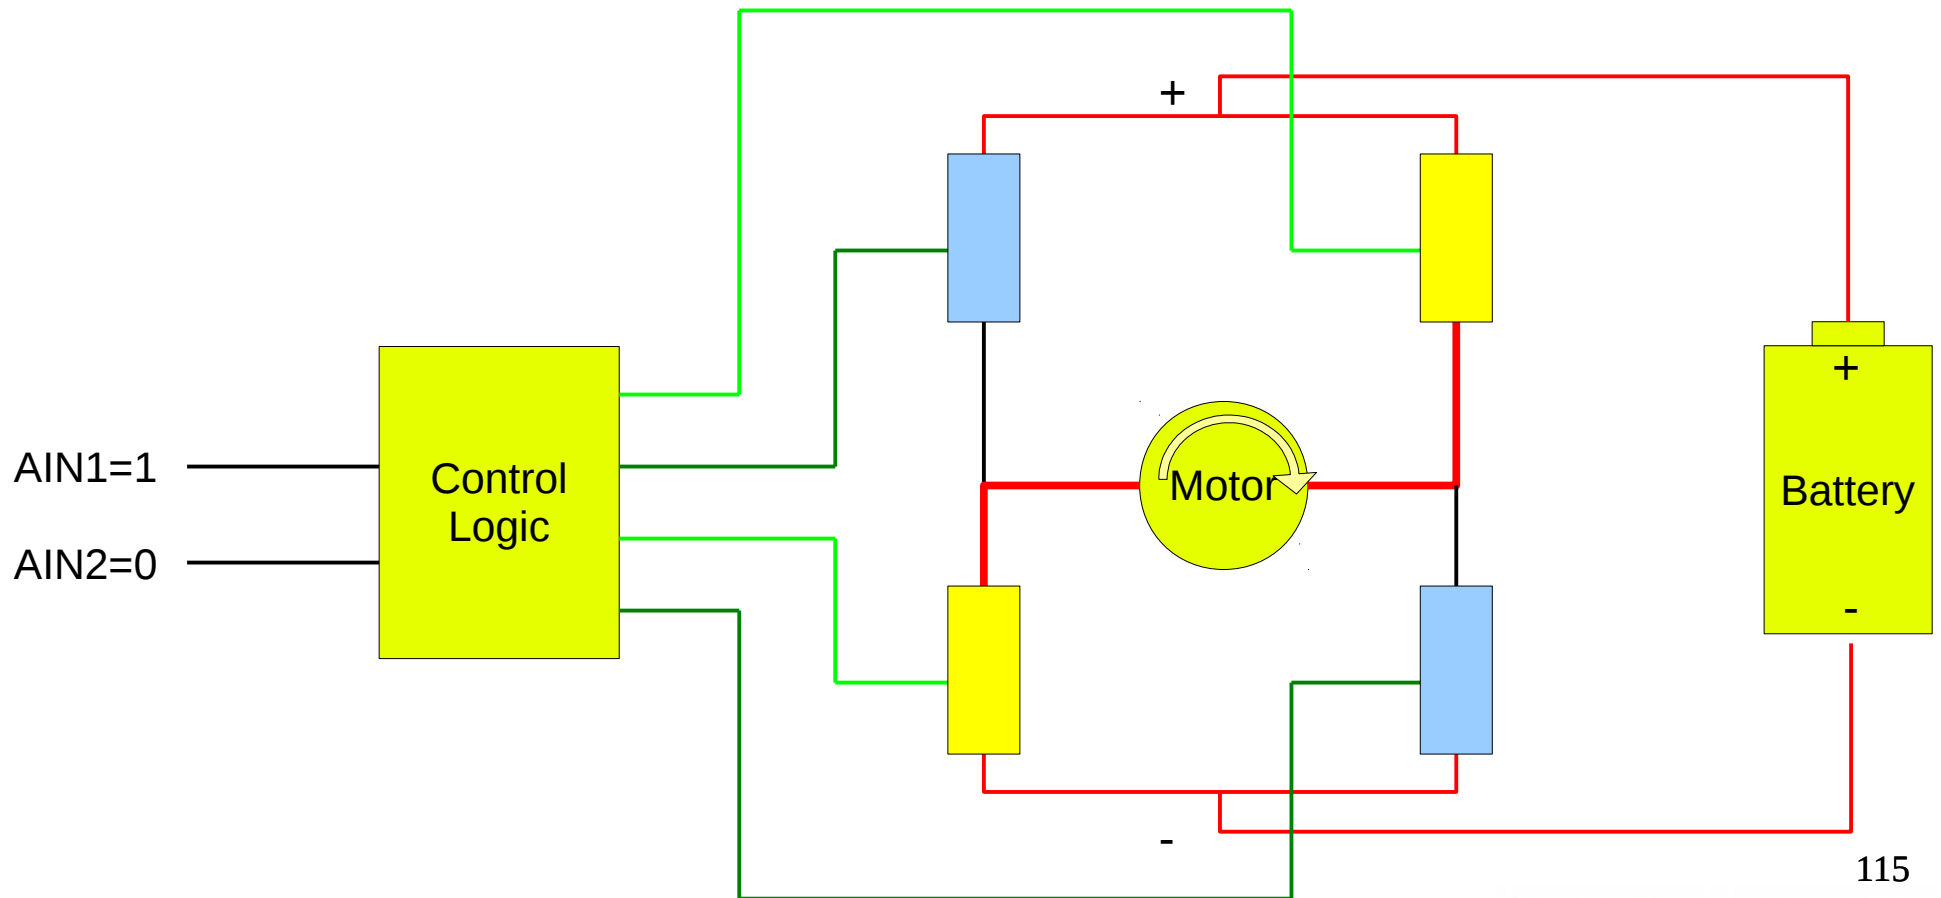 +
+
AIN1=1
Control
Logic
Motor
Battery
AIN2=0
-
-
115